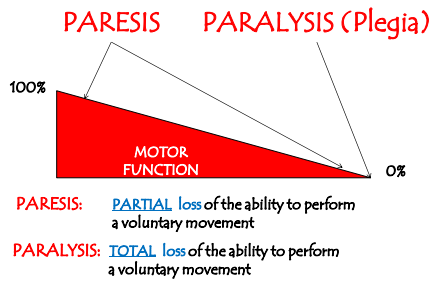 PARESIS PARALYSIS (Plegia)
100%
MOTOR
FUNCTION
0%
PARESIS: PARTIAL loss of the ability to perform
a voluntary movement
PARALYSIS: TOTAL loss of the ability to perform
a voluntary movement